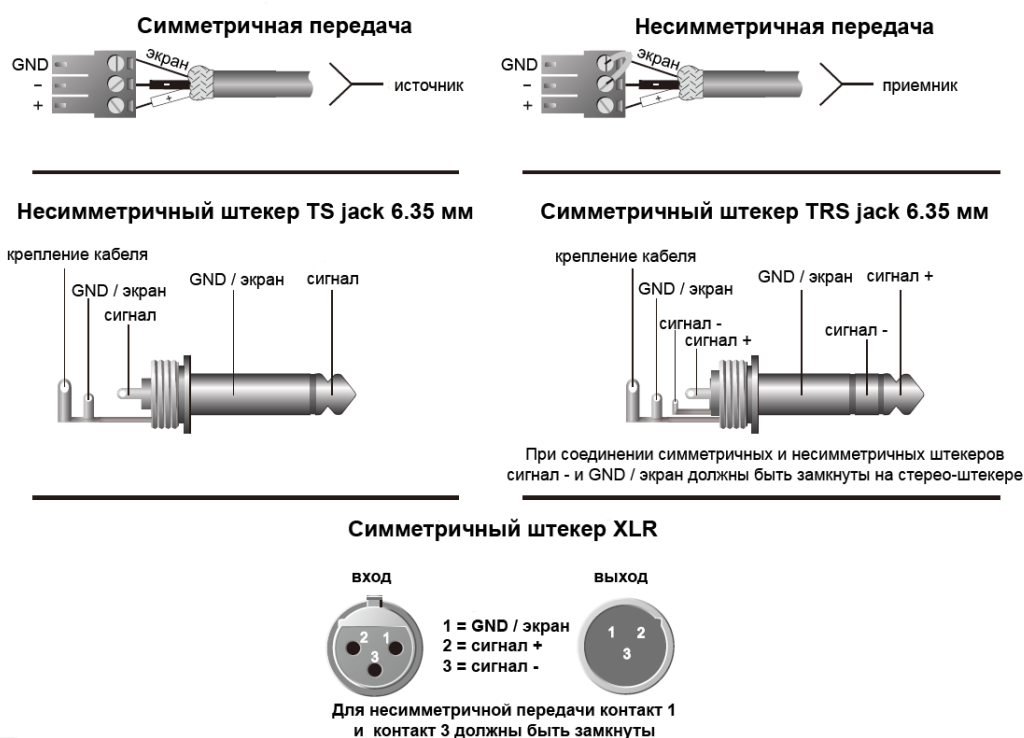 Симметричная передача
GND
–
+
экран
-
+
источник
Несимметричная передача
GND
–
+
экран
-
+
приемник
Несимметричный штекер TS jack 6.35 мм
крепление кабеля
GND / экран
сигнал
GND / экран
сигнал
Симметричный штекер TRS jack 6.35 мм
крепление кабеля
GND / экран
сигнал -
сигнал +
GND / экран
сигнал +
сигнал -
При соединении симметричных и несимметричных штекеров
сигнал - и GND / экран должны быть замкнуты на стерео-штекере
Симметричный штекер XLR
вход
2 1
3
1 = GND / экран
2 = сигнал +
3 = сигнал -
выход
1 2
3
Для несимметричной передачи контакт 1
и контакт 3 должны быть замкнуты